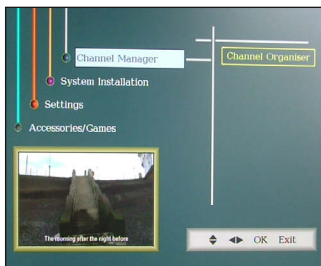 Channel Manager
Channel Organiser
System Installation
Settings
Accessories/Games
The morning after the night before
OK Exit